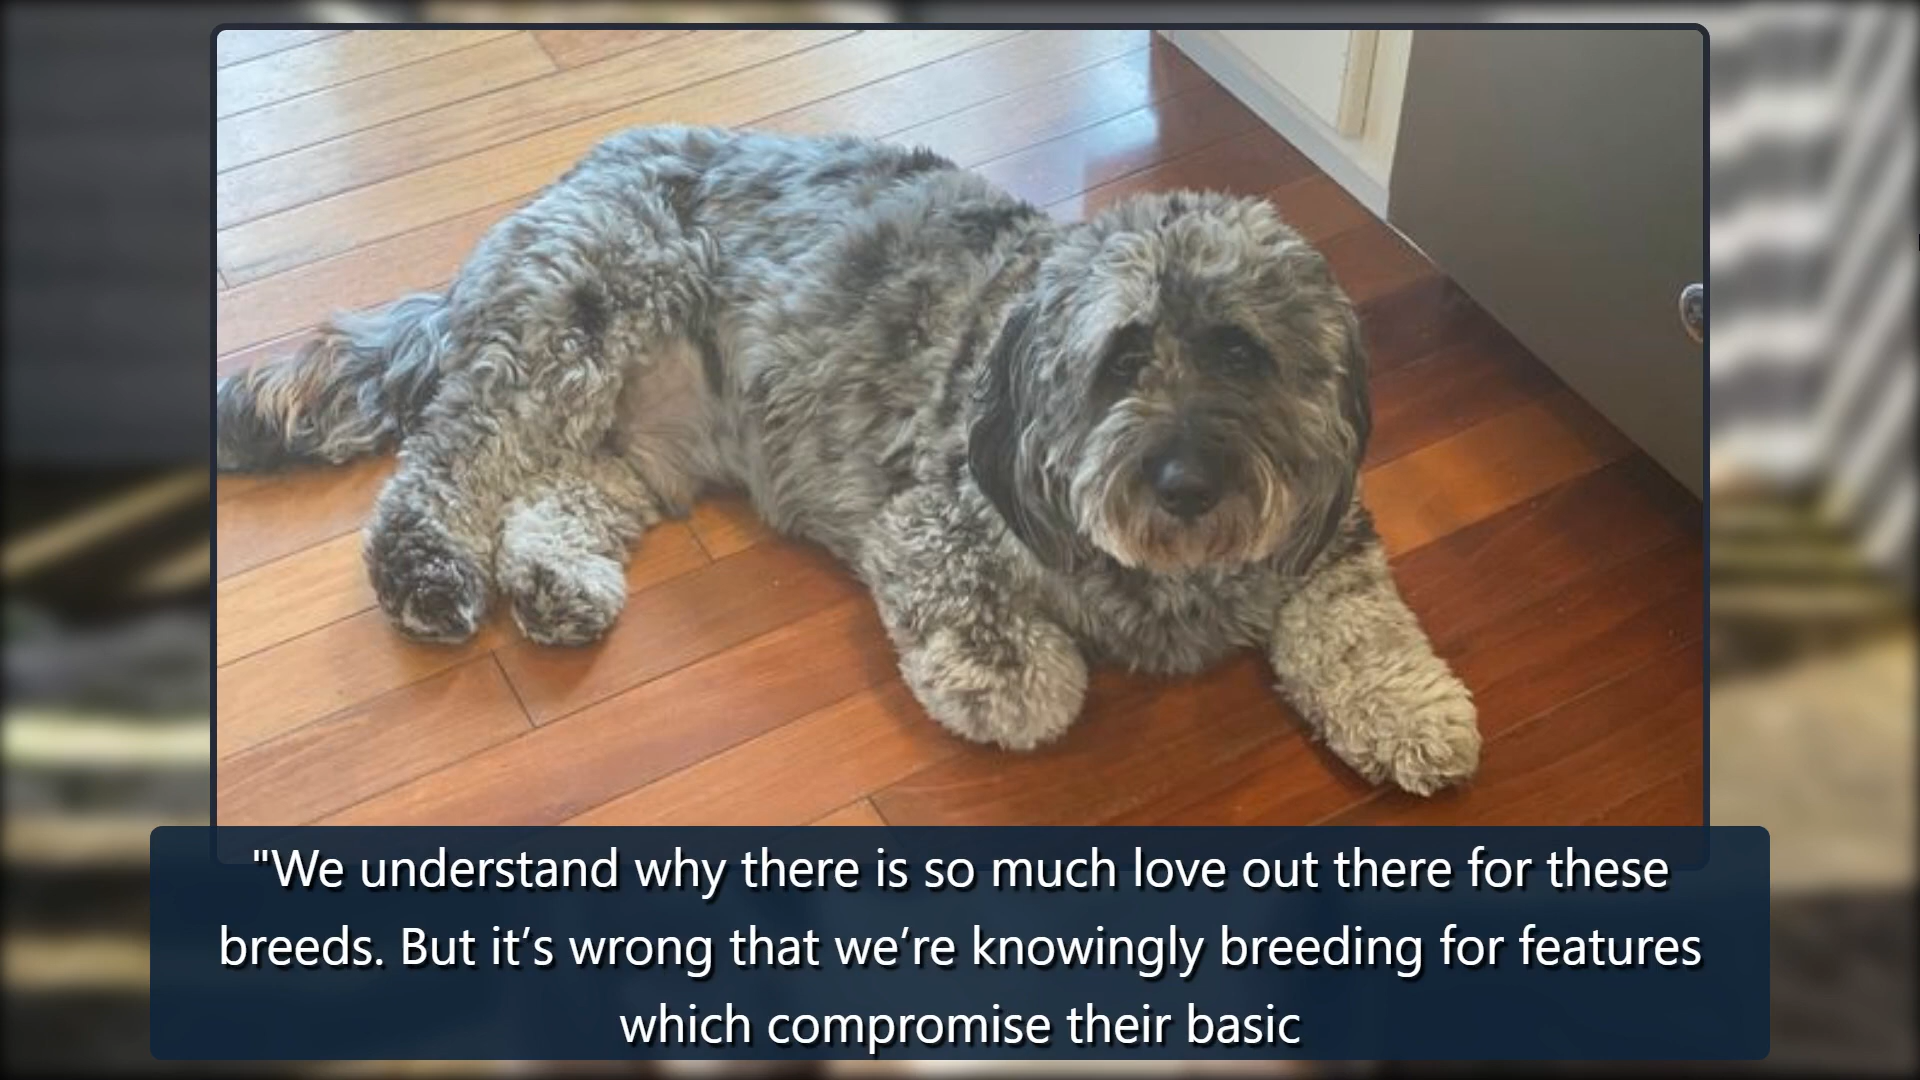 "We understand why there is so much love out there for these
breeds. But it’s wrong that we’re knowingly breeding for features
which compromise their basic